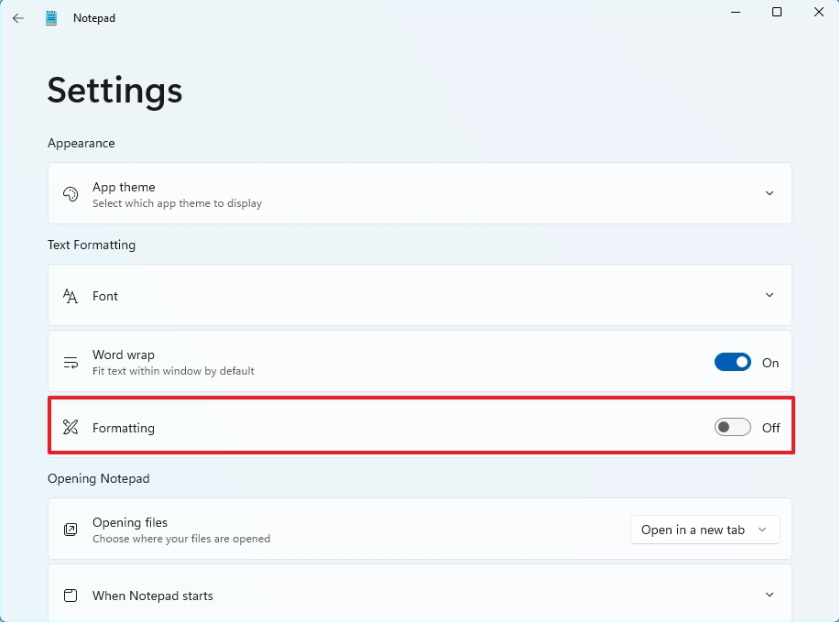 Notepad
Settings
Appearance
App theme
Select which app theme to display
Text Formatting
Font
Word wrap
Fit text within window by default
On
Formatting
Off
Opening Notepad
Opening files
Choose where your files are opened
Open in a new tab
When Notepad starts